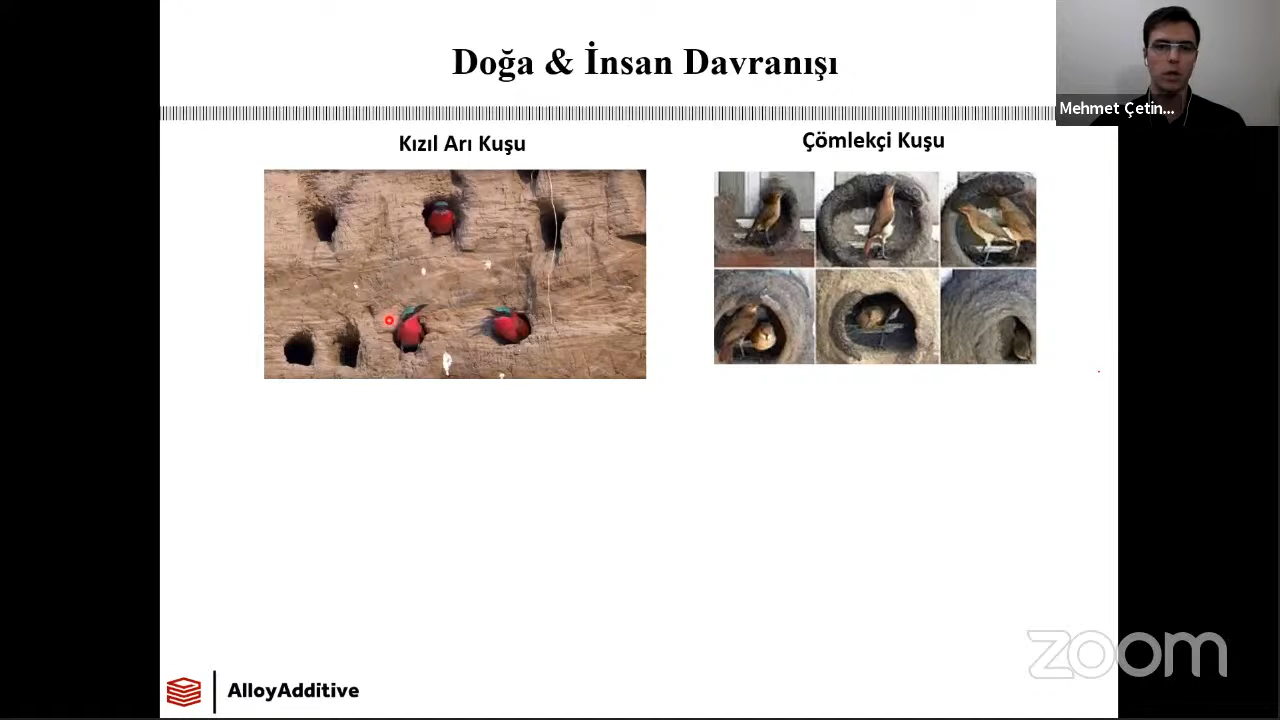 Doğa & İnsan Davranışı
Mehmet Çetin...
Kızıl Arı Kuşu
Çömlekçi Kuşu
zoom
AlloyAdditive